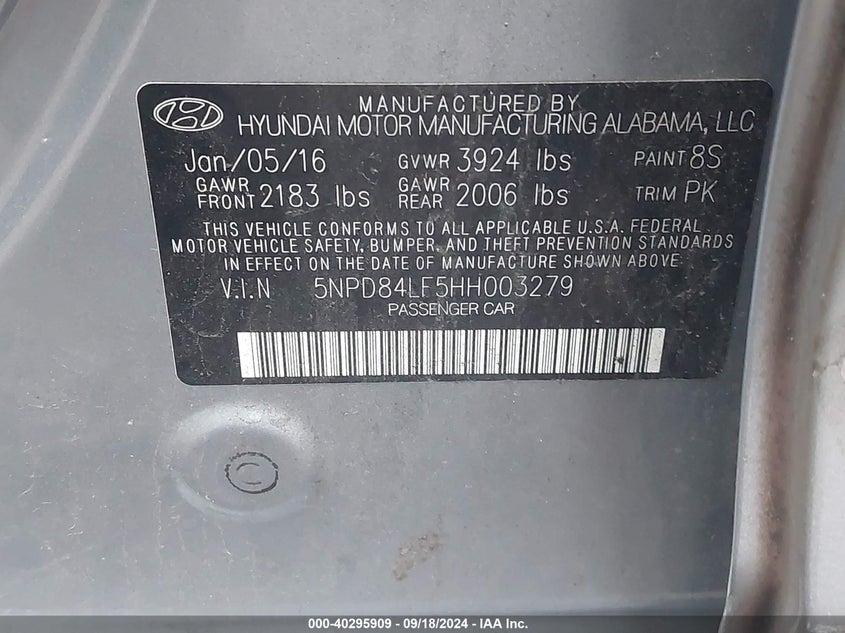 MANUFACTURED BY
HYUNDAI MOTOR MANUFACTURING ALABAMA, LLC
Jan/05/16 GVWR 3924 lbs PAINT 8S
GAWR FRONT 2183 lbs GAWR REAR 2006 lbs TRIM PK
THIS VEHICLE CONFORMS TO ALL APPLICABLE U.S.A. FEDERAL
MOTOR VEHICLE SAFETY, BUMPER, AND THEFT PREVENTION STANDARDS
IN EFFECT ON THE DATE OF MANUFACTURE SHOWN ABOVE
V.I.N 5NPD84LF5HH003279
PASSENGER CAR
C
000-40295909 - 09/18/2024 - IAA Inc.